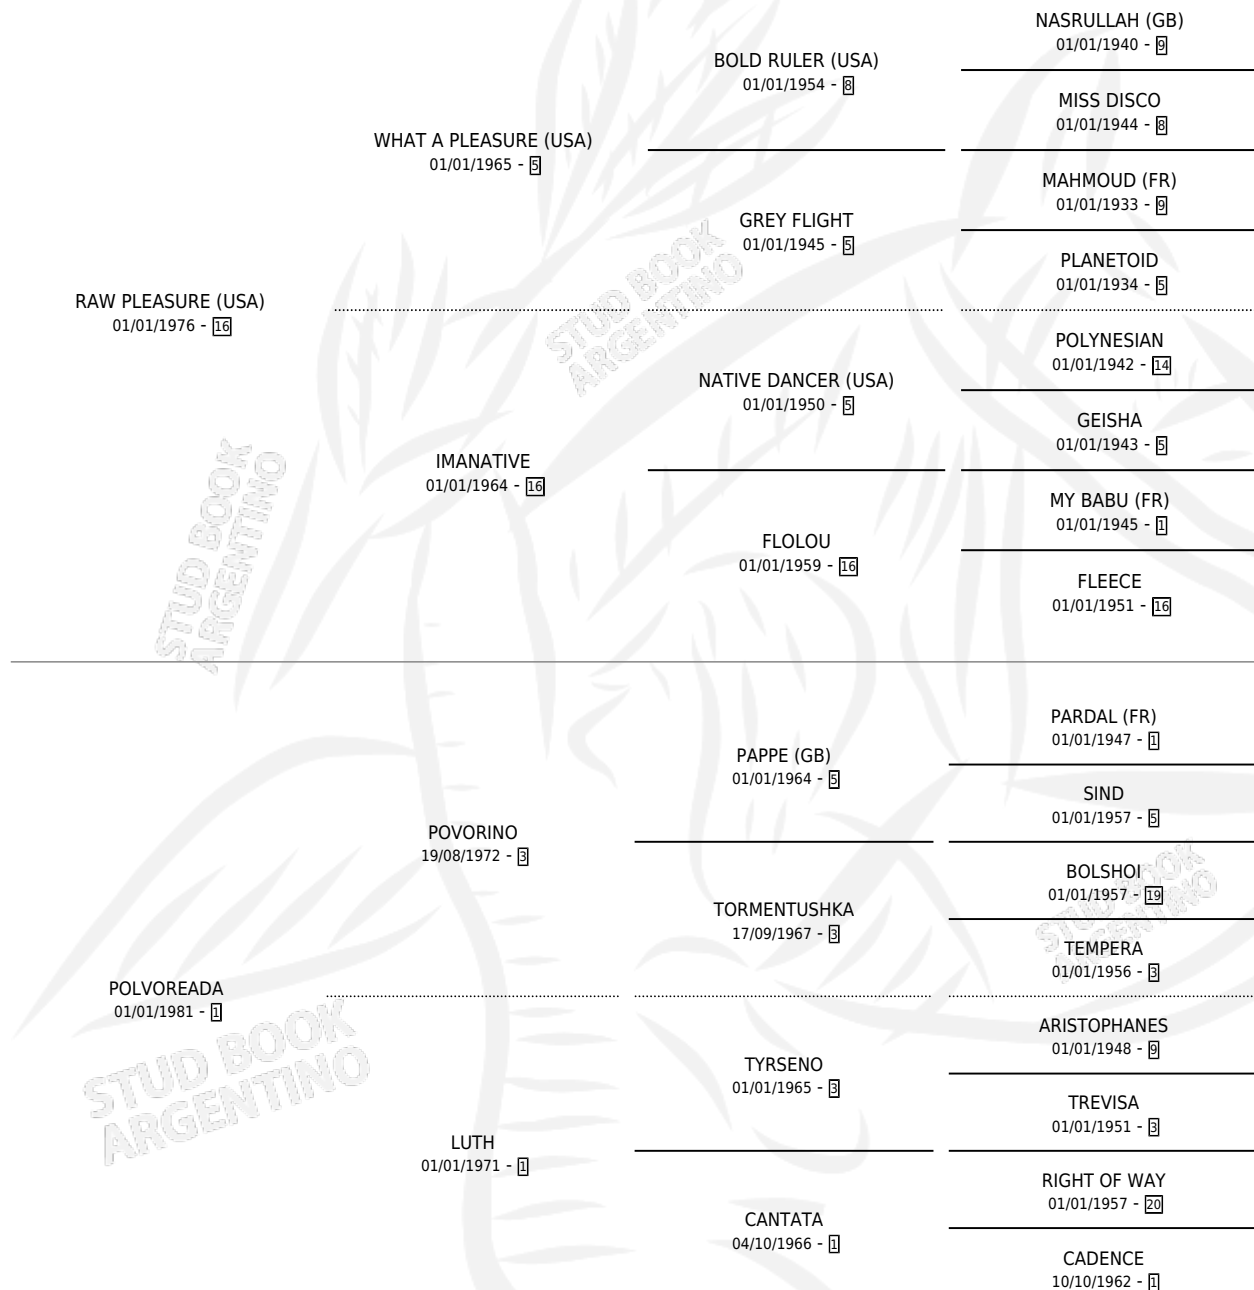 NASRULLAH (GB)
01/01/1940 - 9
BOLD RULER (USA)
01/01/1954 - 8
MISS DISCO
01/01/1944 - 8
WHAT A PLEASURE (USA)
01/01/1965 - 5
MAHMOUD (FR)
01/01/1933 - 9
GREY FLIGHT
01/01/1945 - 5
PLANETOID
01/01/1934 - 5
RAW PLEASURE (USA)
01/01/1976 - 16
POLYNESIAN
01/01/1942 - 14
NATIVE DANCER (USA)
01/01/1950 - 5
GEISHA
01/01/1943 - 5
IMANATIVE
01/01/1964 - 16
MY BABU (FR)
01/01/1945 - 1
FLOLOU
01/01/1959 - 16
FLEECE
01/01/1951 - 16
PARDAL (FR)
01/01/1947 - 1
PAPPE (GB)
01/01/1964 - 5
SIND
01/01/1957 - 5
POVORINO
19/08/1972 - 3
BOLSHOI
01/01/1957 - 19
TORMENTUSHKA
17/09/1967 - 3
TEMPERA
01/01/1956 - 3
POLVOREADA
01/01/1981 - 1
ARISTOPHANES
01/01/1948 - 9
TYRSENO
01/01/1965 - 3
TREVISA
01/01/1951 - 3
LUTH
01/01/1971 - 1
RIGHT OF WAY
01/01/1957 - 20
CANTATA
04/10/1966 - 1
CADENCE
10/10/1962 - 1
STUD BOOK
ARGENTINO
STUD BOOK
ARGENTINO
STUD BOOK
ARGENTINO
STUD BOOK
ARGENTINO